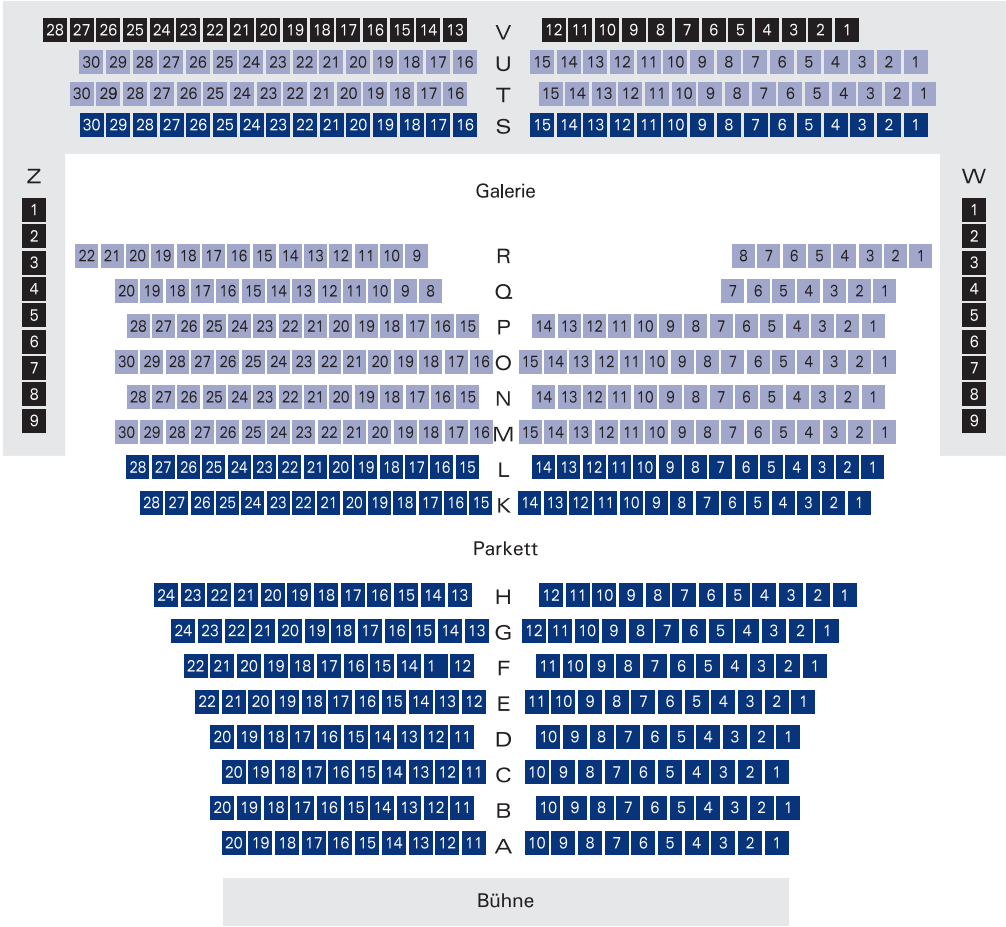 28 27 26 25 24 23 22 21 20 19 18 17 16 15 14 13 V 12 11 10 9 8 7 6 5 4 3 2 1
30 29 28 27 26 25 24 23 22 21 20 19 18 17 16 U 15 14 13 12 11 10 9 8 7 6 5 4 3 2 1
30 29 28 27 26 25 24 23 22 21 20 19 18 17 16 T 15 14 13 12 11 10 9 8 7 6 5 4 3 2 1
30 29 28 27 26 25 24 23 22 21 20 19 18 17 16 S 15 14 13 12 11 10 9 8 7 6 5 4 3 2 1
Z
1
2
3
4
5
6
7
8
9
W
1
2
3
4
5
6
7
8
9
Galerie
22 21 20 19 18 17 16 15 14 13 12 11 10 9 R 8 7 6 5 4 3 2 1
20 19 18 17 16 15 14 13 12 11 10 9 8 Q 7 6 5 4 3 2 1
28 27 26 25 24 23 22 21 20 19 18 17 16 15 P 14 13 12 11 10 9 8 7 6 5 4 3 2 1
30 29 28 27 26 25 24 23 22 21 20 19 18 17 16 O 15 14 13 12 11 10 9 8 7 6 5 4 3 2 1
28 27 26 25 24 23 22 21 20 19 18 17 16 15 N 14 13 12 11 10 9 8 7 6 5 4 3 2 1
30 29 28 27 26 25 24 23 22 21 20 19 18 17 16 M 15 14 13 12 11 10 9 8 7 6 5 4 3 2 1
28 27 26 25 24 23 22 21 20 19 18 17 16 15 L 14 13 12 11 10 9 8 7 6 5 4 3 2 1
28 27 26 25 24 23 22 21 20 19 18 17 16 15 K 14 13 12 11 10 9 8 7 6 5 4 3 2 1
Parkett
24 23 22 21 20 19 18 17 16 15 14 13 H 12 11 10 9 8 7 6 5 4 3 2 1
24 23 22 21 20 19 18 17 16 15 14 13 G 12 11 10 9 8 7 6 5 4 3 2 1
22 21 20 19 18 17 16 15 14 1 12 F 11 10 9 8 7 6 5 4 3 2 1
22 21 20 19 18 17 16 15 14 13 12 E 11 10 9 8 7 6 5 4 3 2 1
20 19 18 17 16 15 14 13 12 11 D 10 9 8 7 6 5 4 3 2 1
20 19 18 17 16 15 14 13 12 11 C 10 9 8 7 6 5 4 3 2 1
20 19 18 17 16 15 14 13 12 11 B 10 9 8 7 6 5 4 3 2 1
20 19 18 17 16 15 14 13 12 11 A 10 9 8 7 6 5 4 3 2 1
Bühne